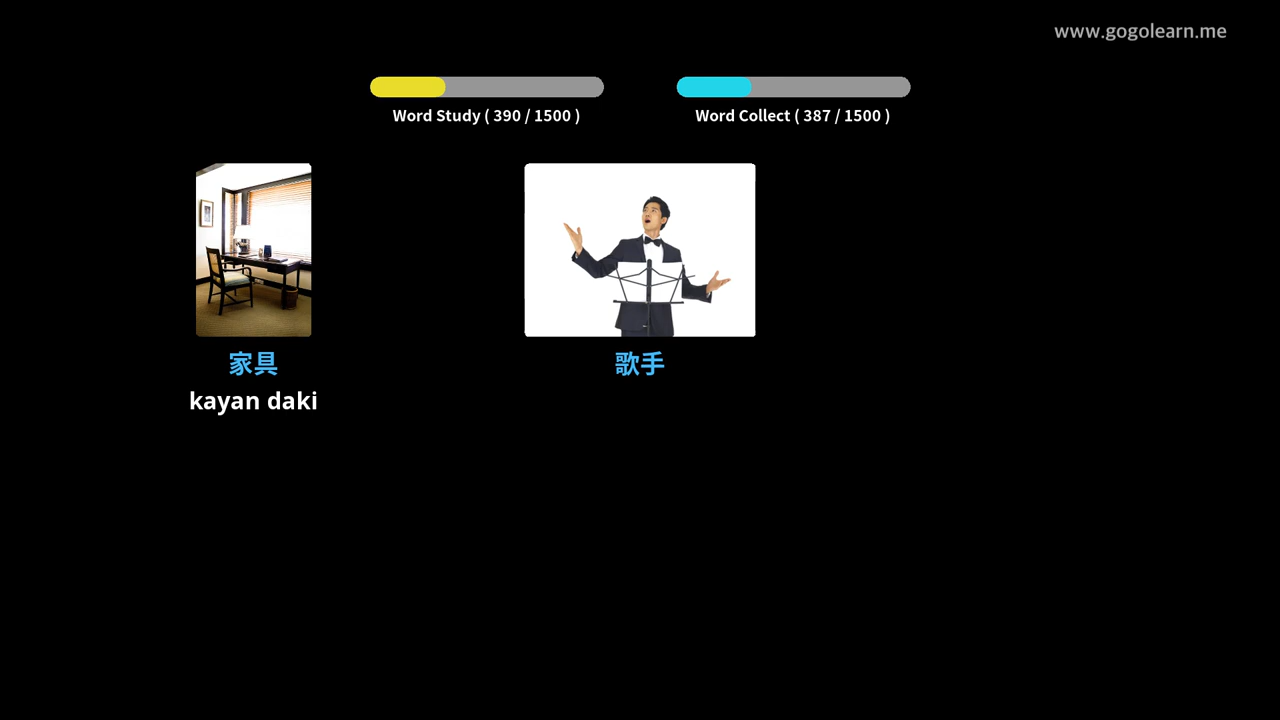 www.gogolearn.me
Word Study ( 390 / 1500 )
Word Collect ( 387 / 1500 )
家具
歌手
kayan daki